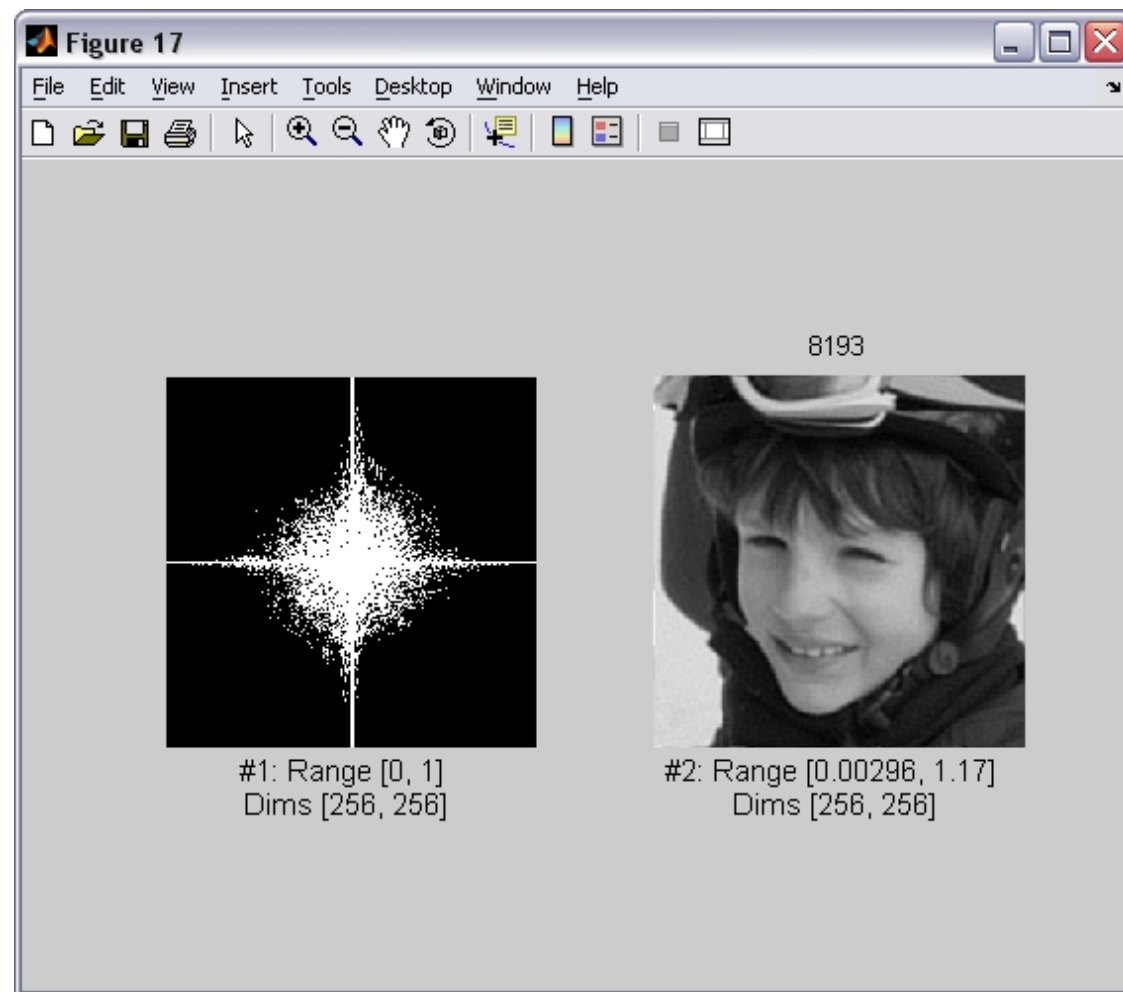 Figure 17
File Edit View Insert Tools Desktop Window Help
8193
#1: Range [0, 1]
Dims [256, 256]
#2: Range [0.00296, 1.17]
Dims [256, 256]